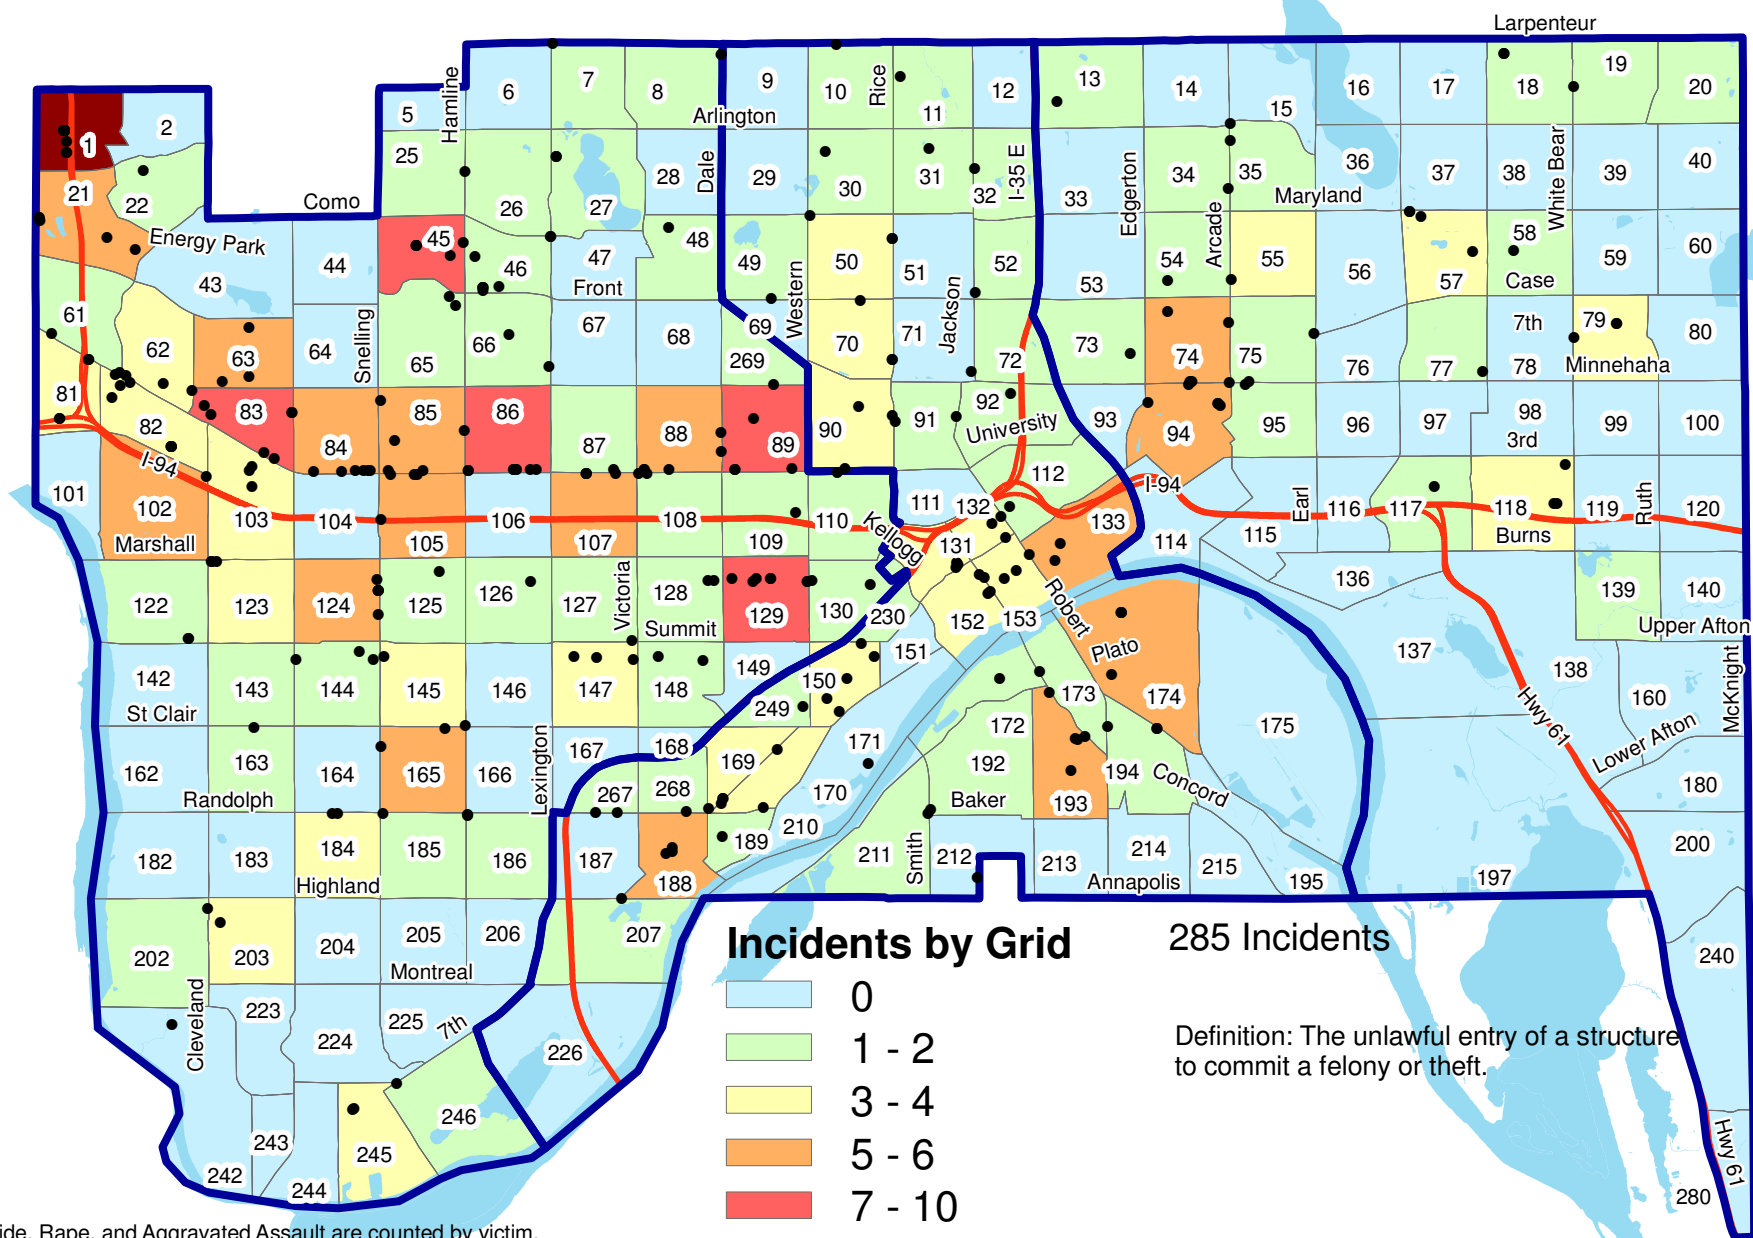 Larpenteur
1 2 5 6 7 8 9 10 11 12 13 14 15 16 17 18 19 20
Hamline
Arlington
Rice
21 22 25 26 27 28 29 30 31 32 33 34 35 36 37 38 39 40
Dale
I-35 E
Edgerton
Maryland
White Bear
Como
Energy Park
43 44 45 46 47 48 49 50 51 52 53 54 55 56 57 58 59 60
Front
Western
Jackson
Arcade
Case
61 62 63 64 65 66 67 68 69 269 70 71 72 73 74 75 76 77 78 79 80
Snelling
7th
Minnehaha
81 82 83 84 85 86 87 88 89 90 91 92 93 94 95 96 97 98 99 100
University
3rd
I-94
I-94
101 102 103 104 105 106 107 108 109 110 111 112 132 131 133 114 115 116 117 118 119 120
Marshall
Kellogg
Earl
Ruth
Burns
122 123 124 125 126 127 128 129 130 230 152 153 136 139 140
Victoria
Summit
Robert
Plato
Upper Afton
142 143 144 145 146 147 148 149 150 249 151 173 174 175 137 138 160
St Clair
McKnight
Hwy 61
Lower Afton
162 163 164 165 166 167 168 169 170 171 172 192 193 194 180
Randolph
Lexington
267 268
Baker
Concord
182 183 184 185 186 187 188 189 210 211 212 213 214 215 195 197 200
Highland
Smith
Annapolis
202 203 204 205 206 207 240
Montreal
Cleveland
223 224 225 226
7th
242 243 244 245 246 280
Hwy 61
Incidents by Grid
0
1 - 2
3 - 4
5 - 6
7 - 10
285 Incidents
Definition: The unlawful entry of a structure
to commit a felony or theft.
ide, Rape, and Aggravated Assault are counted by victim.